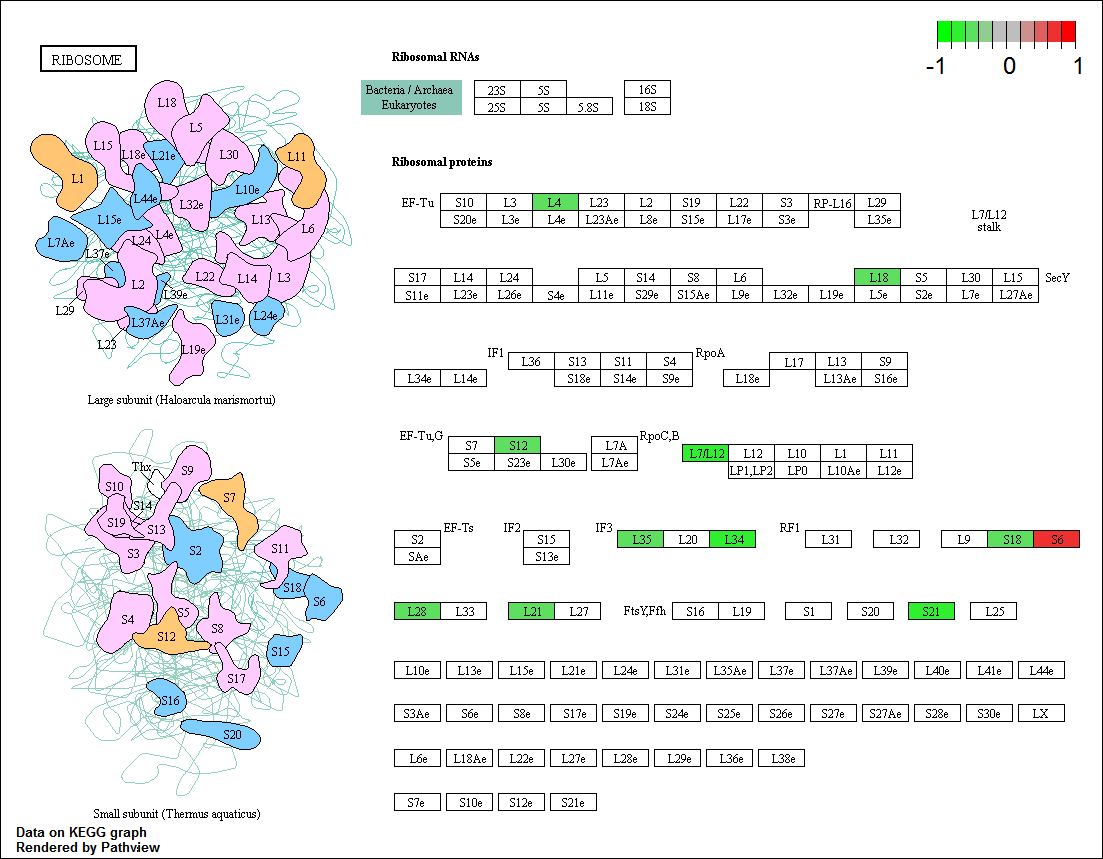 -1 0 1
RIBOSOME
Ribosomal RNAs
Bacteria / Archaea 23S 5S 16S
Eukaryotes 25S 5S 5.8S 18S
L18
L5
L15
L18e
L21e
L30
L11
L1
L44e
L10e
L32e
L15e
L13
L6
L7Ae
L24
L4e
L37e
L2
L22
L14
L3
L39e
L29
L37Ae
L31e
L24e
L23
L19e
Large subunit (Haloarcula marismortui)
Thx
S9
S10
S7
S14
S19
S13
S3
S2
S11
S18
S6
S4
S5
S12
S8
S15
S17
S16
S20
Small subunit (Thermus aquaticus)
Ribosomal proteins
EF-Tu S10 L3 L4 L23 L2 S19 L22 S3 RP-L16 L29
S20e L3e L4e L23Ae L8e S15e L17e S3e L35e
L7/L12
stalk
S17 L14 L24 L5 S14 S8 L6 L18 S5 L30 L15 SecY
S11e L23e L26e S4e L11e S29e S15Ae L9e L32e L19e L5e S2e L7e L27Ae
IF1 L36 S13 S11 S4 RpoA L17 L13 S9
L34e L14e S18e S14e S9e L18e L13Ae S16e
EF-Tu,G S7 S12 L7A RpoC,B L7/L12 L12 L10 L1 L11
S5e S23e L30e L7Ae LP1,LP2 LP0 L10Ae L12e
S2 EF-Ts IF2 S15 IF3 L35 L20 L34 RF1 L31 L32 L9 S18 S6
SAe S13e
L28 L33 L21 L27 FtsY,Ffh S16 L19 S1 S20 S21 L25
L10e L13e L15e L21e L24e L31e L35Ae L37e L37Ae L39e L40e L41e L44e
S3Ae S6e S8e S17e S19e S24e S25e S26e S27e S27Ae S28e S30e LX
L6e L18Ae L22e L27e L28e L29e L36e L38e
S7e S10e S12e S21e
Data on KEGG graph
Rendered by Pathview